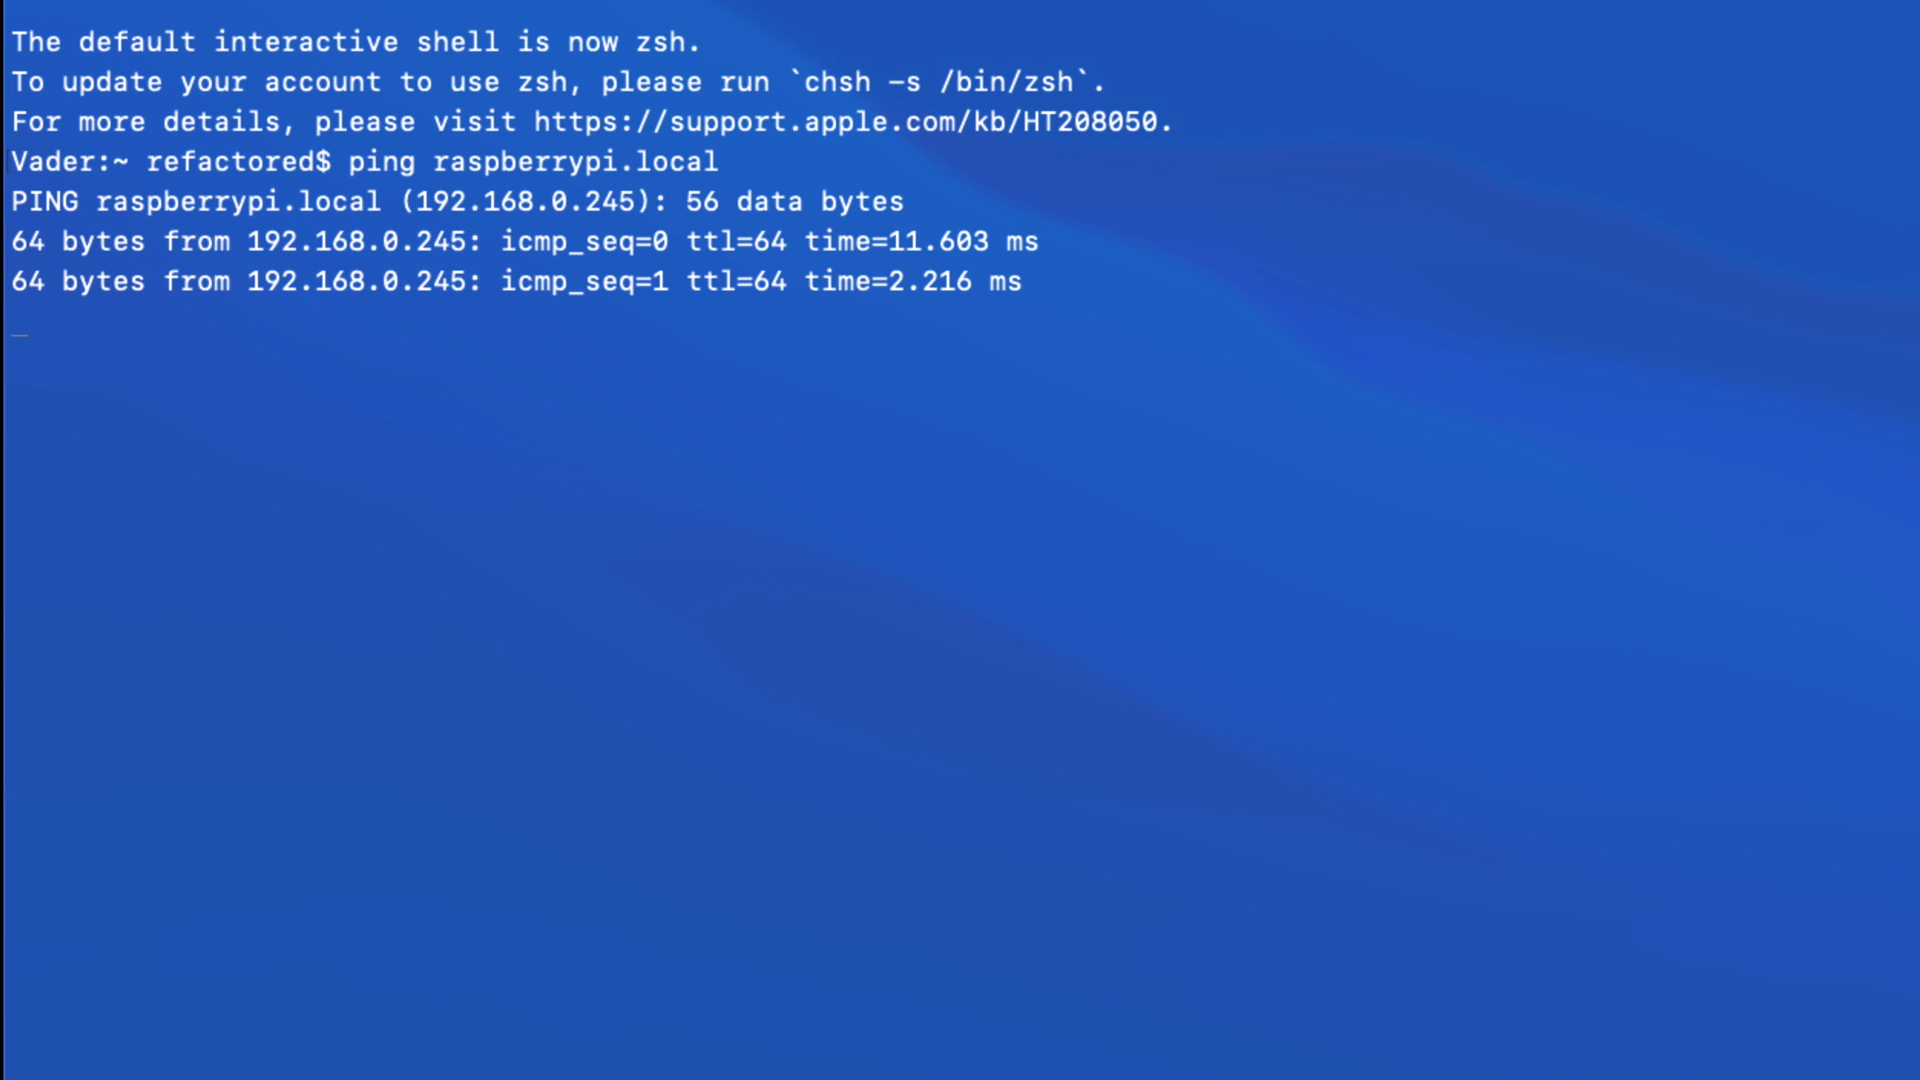 The default interactive shell is now zsh.
To update your account to use zsh, please run `chsh -s /bin/zsh`.
For more details, please visit https://support.apple.com/kb/HT208050.
Vader:~ refactored$ ping raspberrypi.local
PING raspberrypi.local (192.168.0.245): 56 data bytes
64 bytes from 192.168.0.245: icmp_seq=0 ttl=64 time=11.603 ms
64 bytes from 192.168.0.245: icmp_seq=1 ttl=64 time=2.216 ms